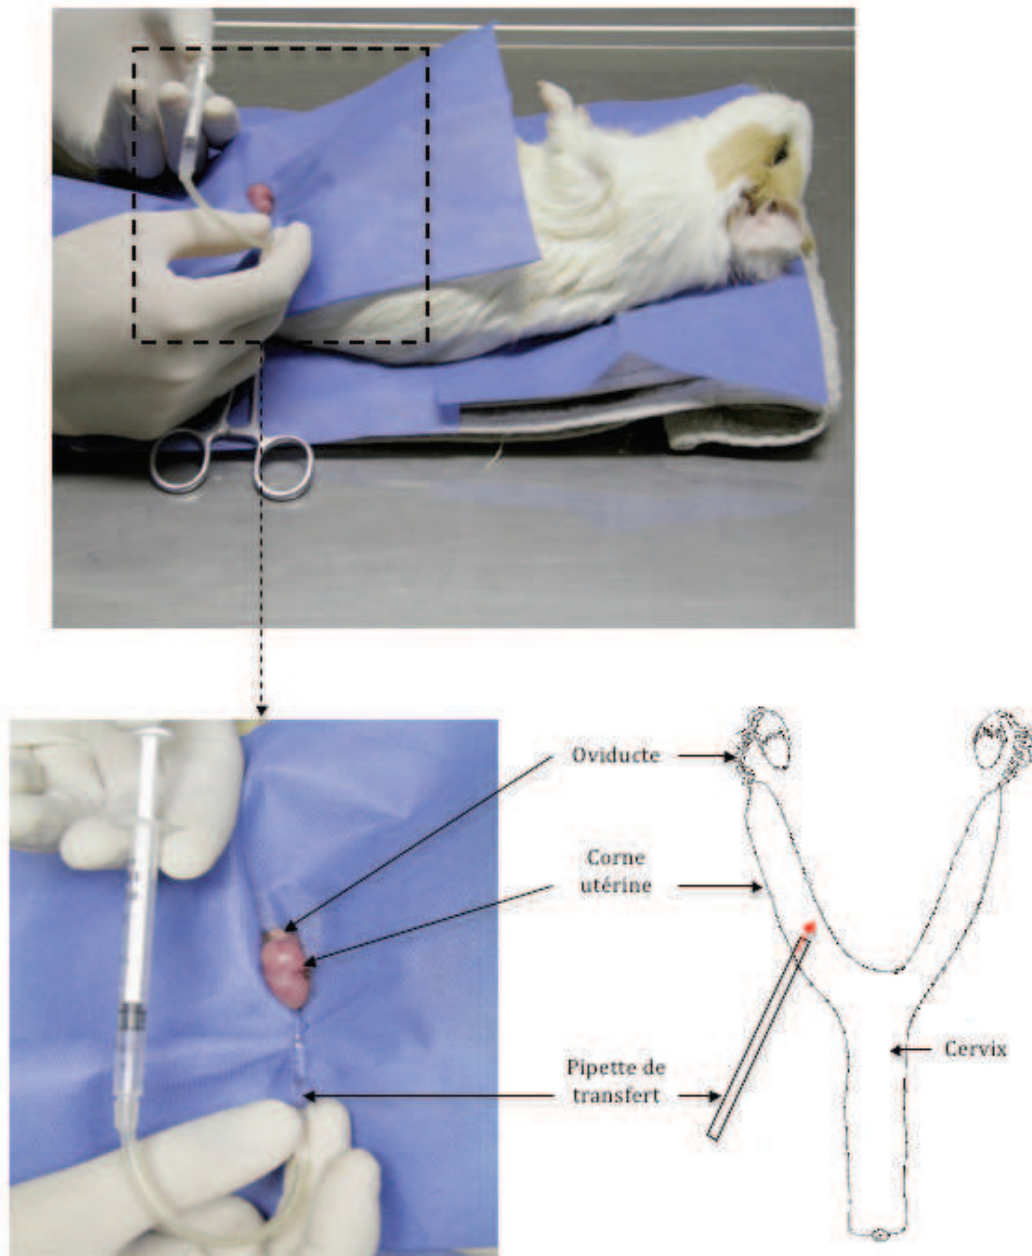 Oviducte
Corne
utérine
Pipette de
transfert
Cervix